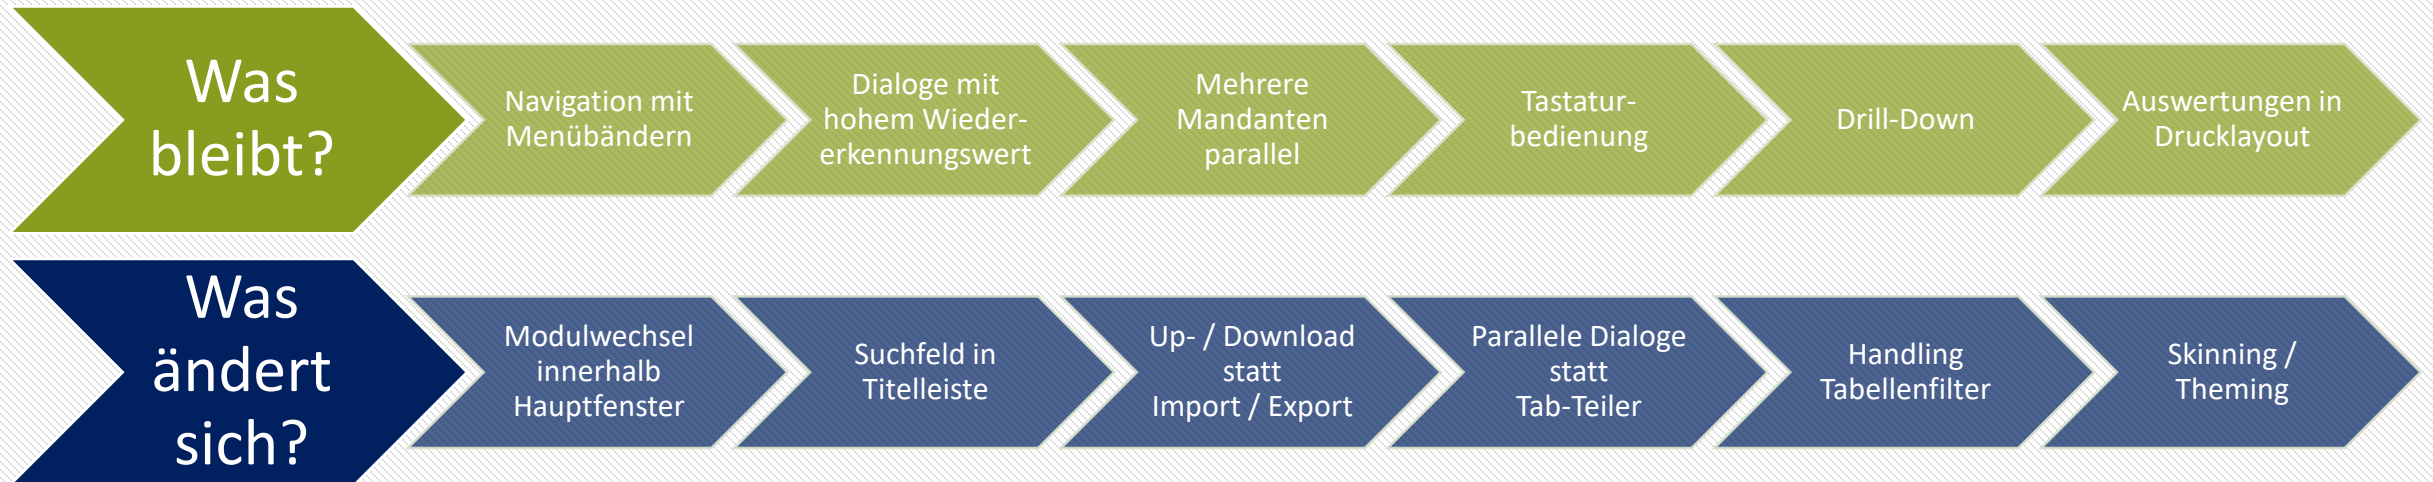 Was
bleibt?
Navigation mit
Menübändern
Dialoge mit
hohem Wieder-
erkennungswert
Mehrere
Mandanten
parallel
Tastatur-
bedienung
Drill-Down
Auswertungen in
Drucklayout
Was
ändert
sich?
Modulwechsel
innerhalb
Hauptfenster
Suchfeld in
Titelleiste
Up- / Download
statt
Import / Export
Parallele Dialoge
statt
Tab-Teiler
Handling
Tabellenfilter
Skinning /
Theming